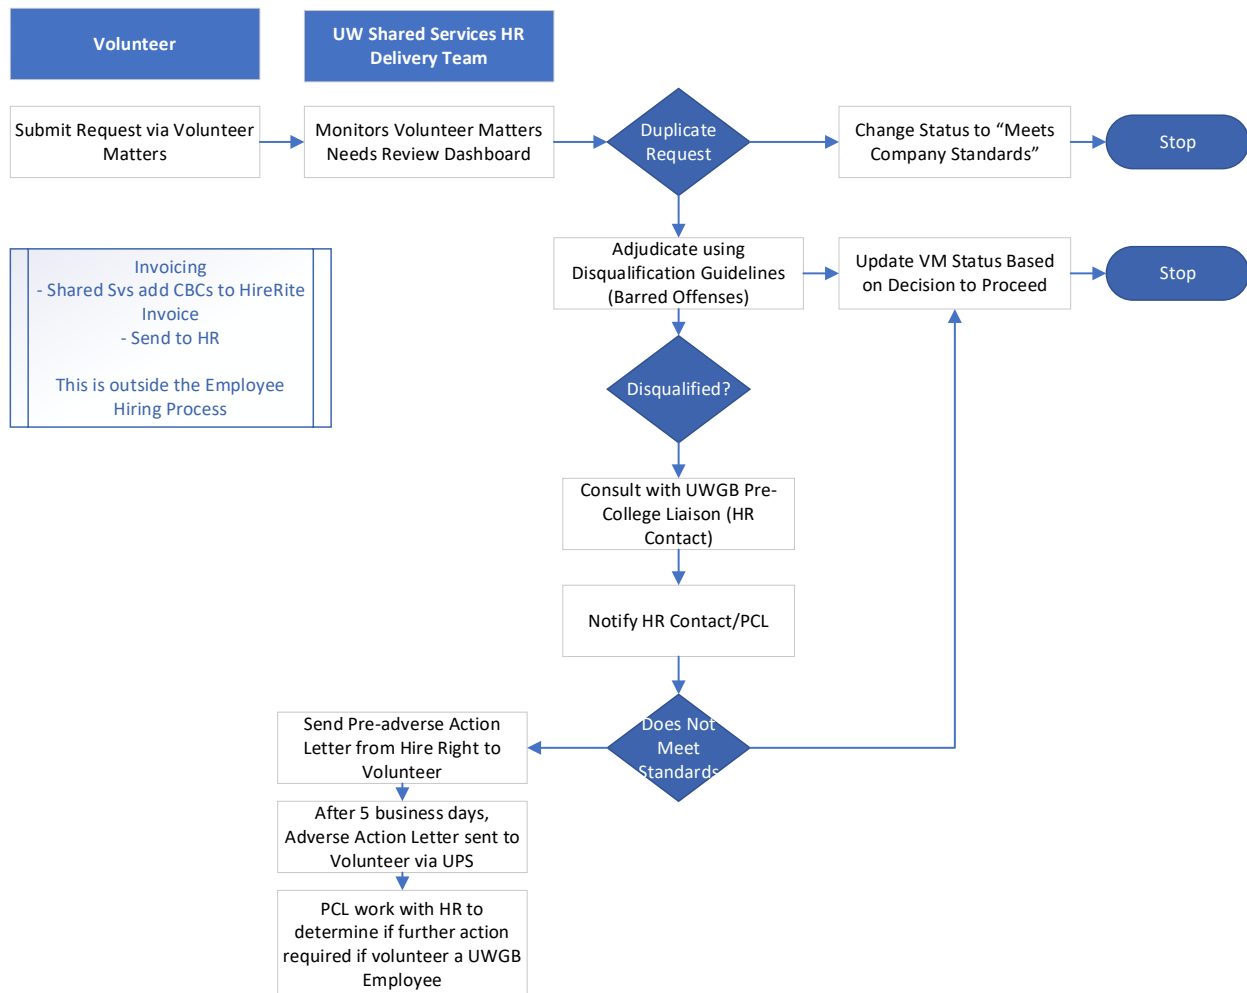 Volunteer
UW Shared Services HR
Delivery Team
Submit Request via Volunteer
Matters
Monitors Volunteer Matters
Needs Review Dashboard
Duplicate
Request
Change Status to “Meets
Company Standards”
Stop
Invoicing
- Shared Svs add CBCs to HireRite
Invoice
- Send to HR
This is outside the Employee
Hiring Process
Adjudicate using
Disqualification Guidelines
(Barred Offenses)
Update VM Status Based
on Decision to Proceed
Stop
Disqualified?
Consult with UWGB Pre-
College Liaison (HR
Contact)
Notify HR Contact/PCL
Does Not
Meet
Standards
Send Pre-adverse Action
Letter from Hire Right to
Volunteer
After 5 business days,
Adverse Action Letter sent to
Volunteer via UPS
PCL work with HR to
determine if further action
required if volunteer a UWGB
Employee